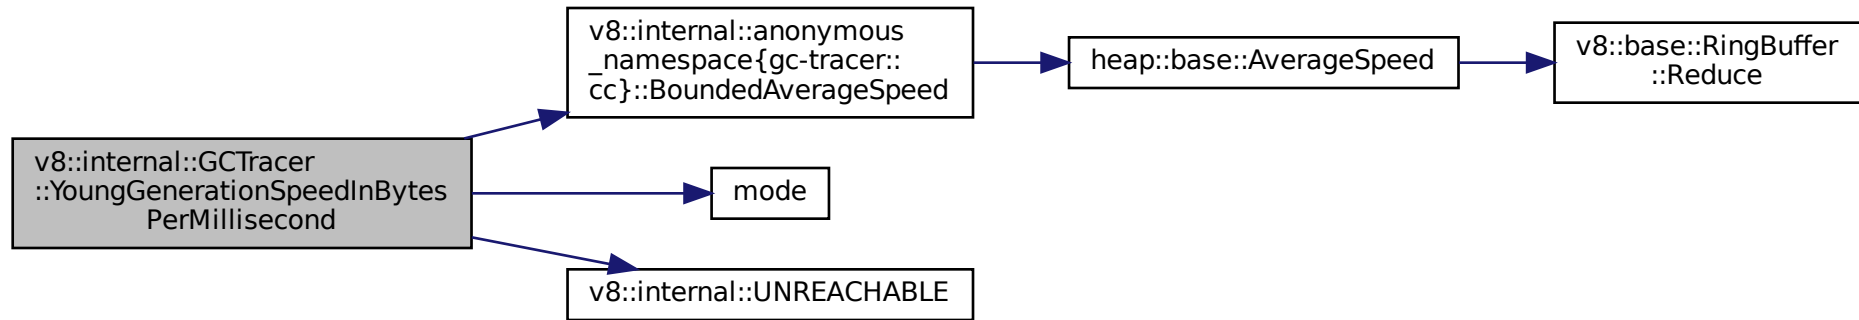 v8::internal::GCTracer
::YoungGenerationSpeedInBytes
PerMillisecond
v8::internal::anonymous
_namespace{gc-tracer::
cc}::BoundedAverageSpeed
heap::base::AverageSpeed
v8::base::RingBuffer
::Reduce
mode
v8::internal::UNREACHABLE